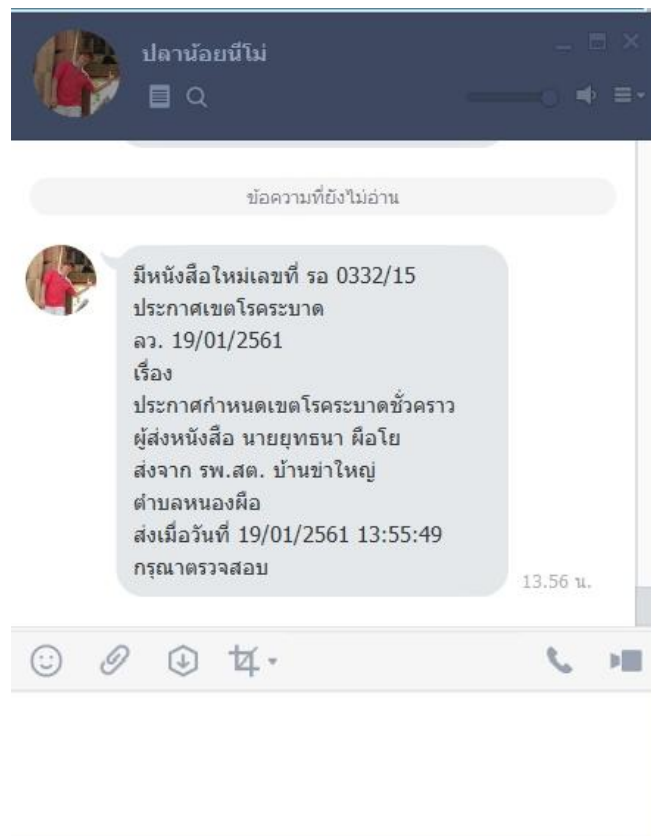 ปลาน้อยนีโม่
ข้อความที่ยังไม่อ่าน
มีหนังสือใหม่เลขที่ รอ 0332/15
ประกาศเขตโรคระบาด
ลว. 19/01/2561
เรื่อง
ประกาศกำหนดเขตโรคระบาดชั่วคราว
ผู้ส่งหนังสือ นายยุทธนา ผือโย
ส่งจาก รพ.สต. บ้านข่าใหญ่
ตำบลหนองผือ
ส่งเมื่อวันที่ 19/01/2561 13:55:49
กรุณาตรวจสอบ
13.56 น.